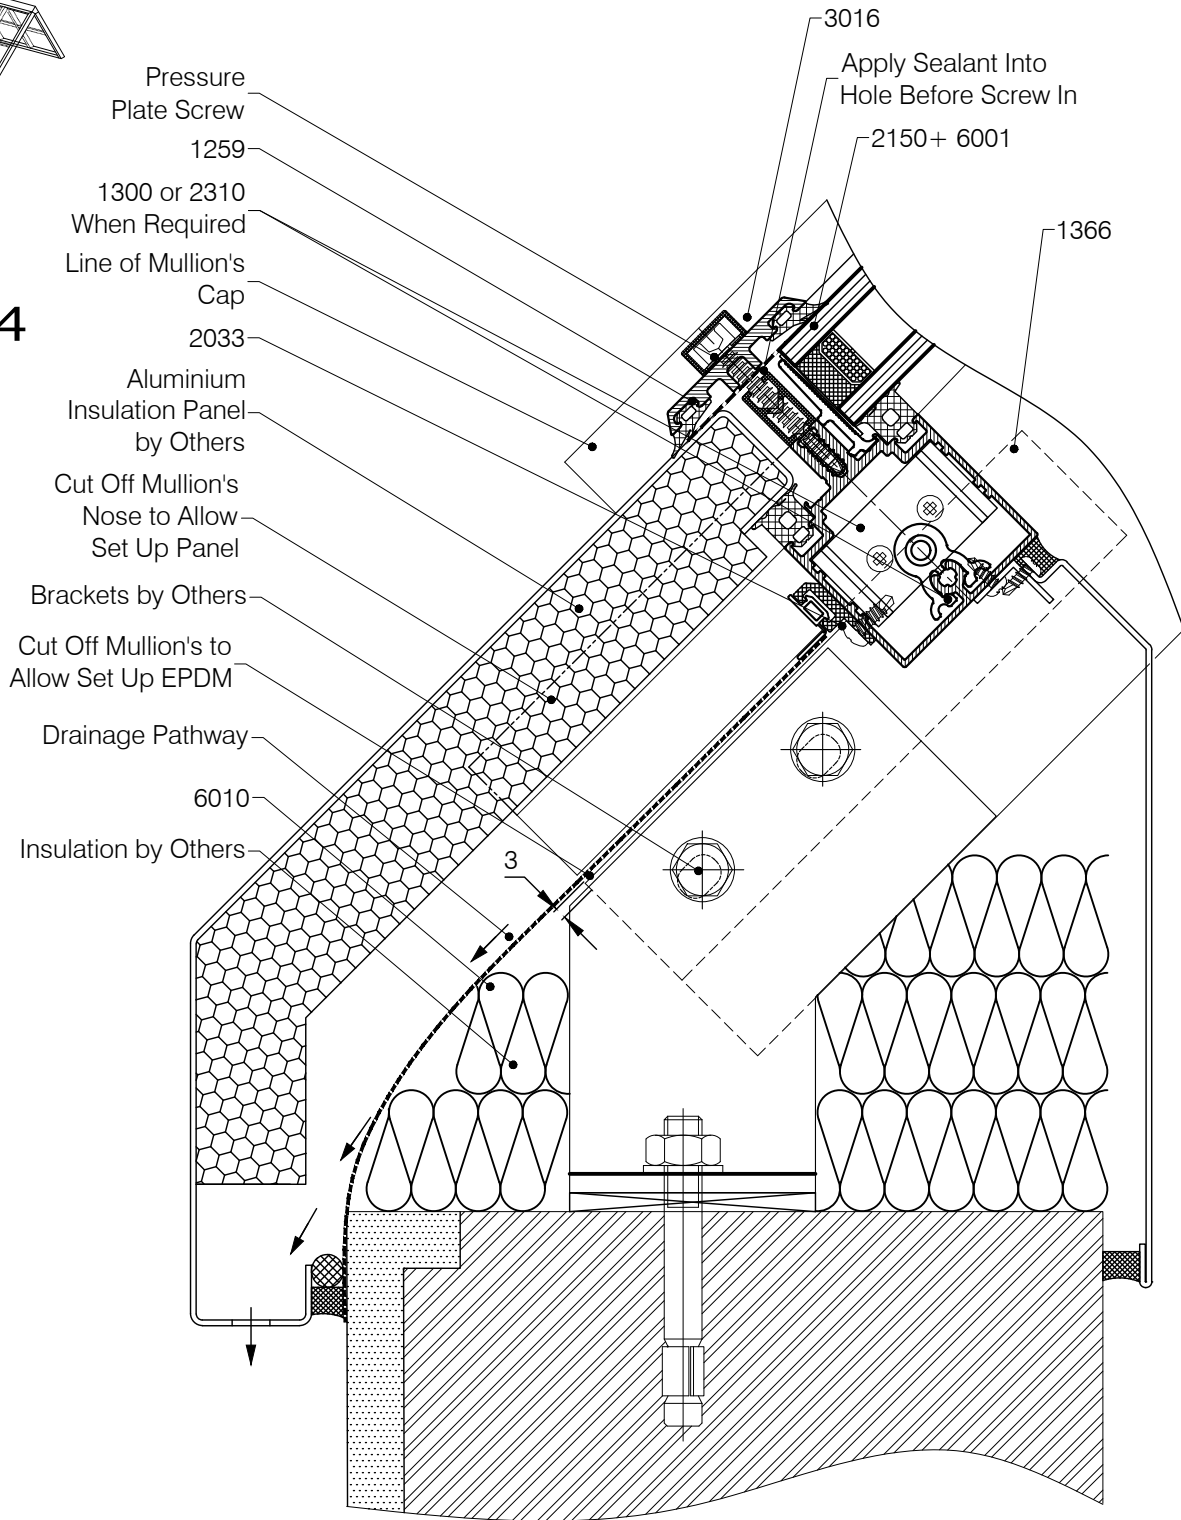 3016
Apply Sealant Into
Hole Before Screw In
2150+ 6001
1366
Pressure
Plate Screw
1259
1300 or 2310
When Required
Line of Mullion's
Cap
4
2033
Aluminium
Insulation Panel
by Others
Cut Off Mullion's
Nose to Allow
Set Up Panel
Brackets by Others
Cut Off Mullion's to
Allow Set Up EPDM
Drainage Pathway
6010
Insulation by Others
3